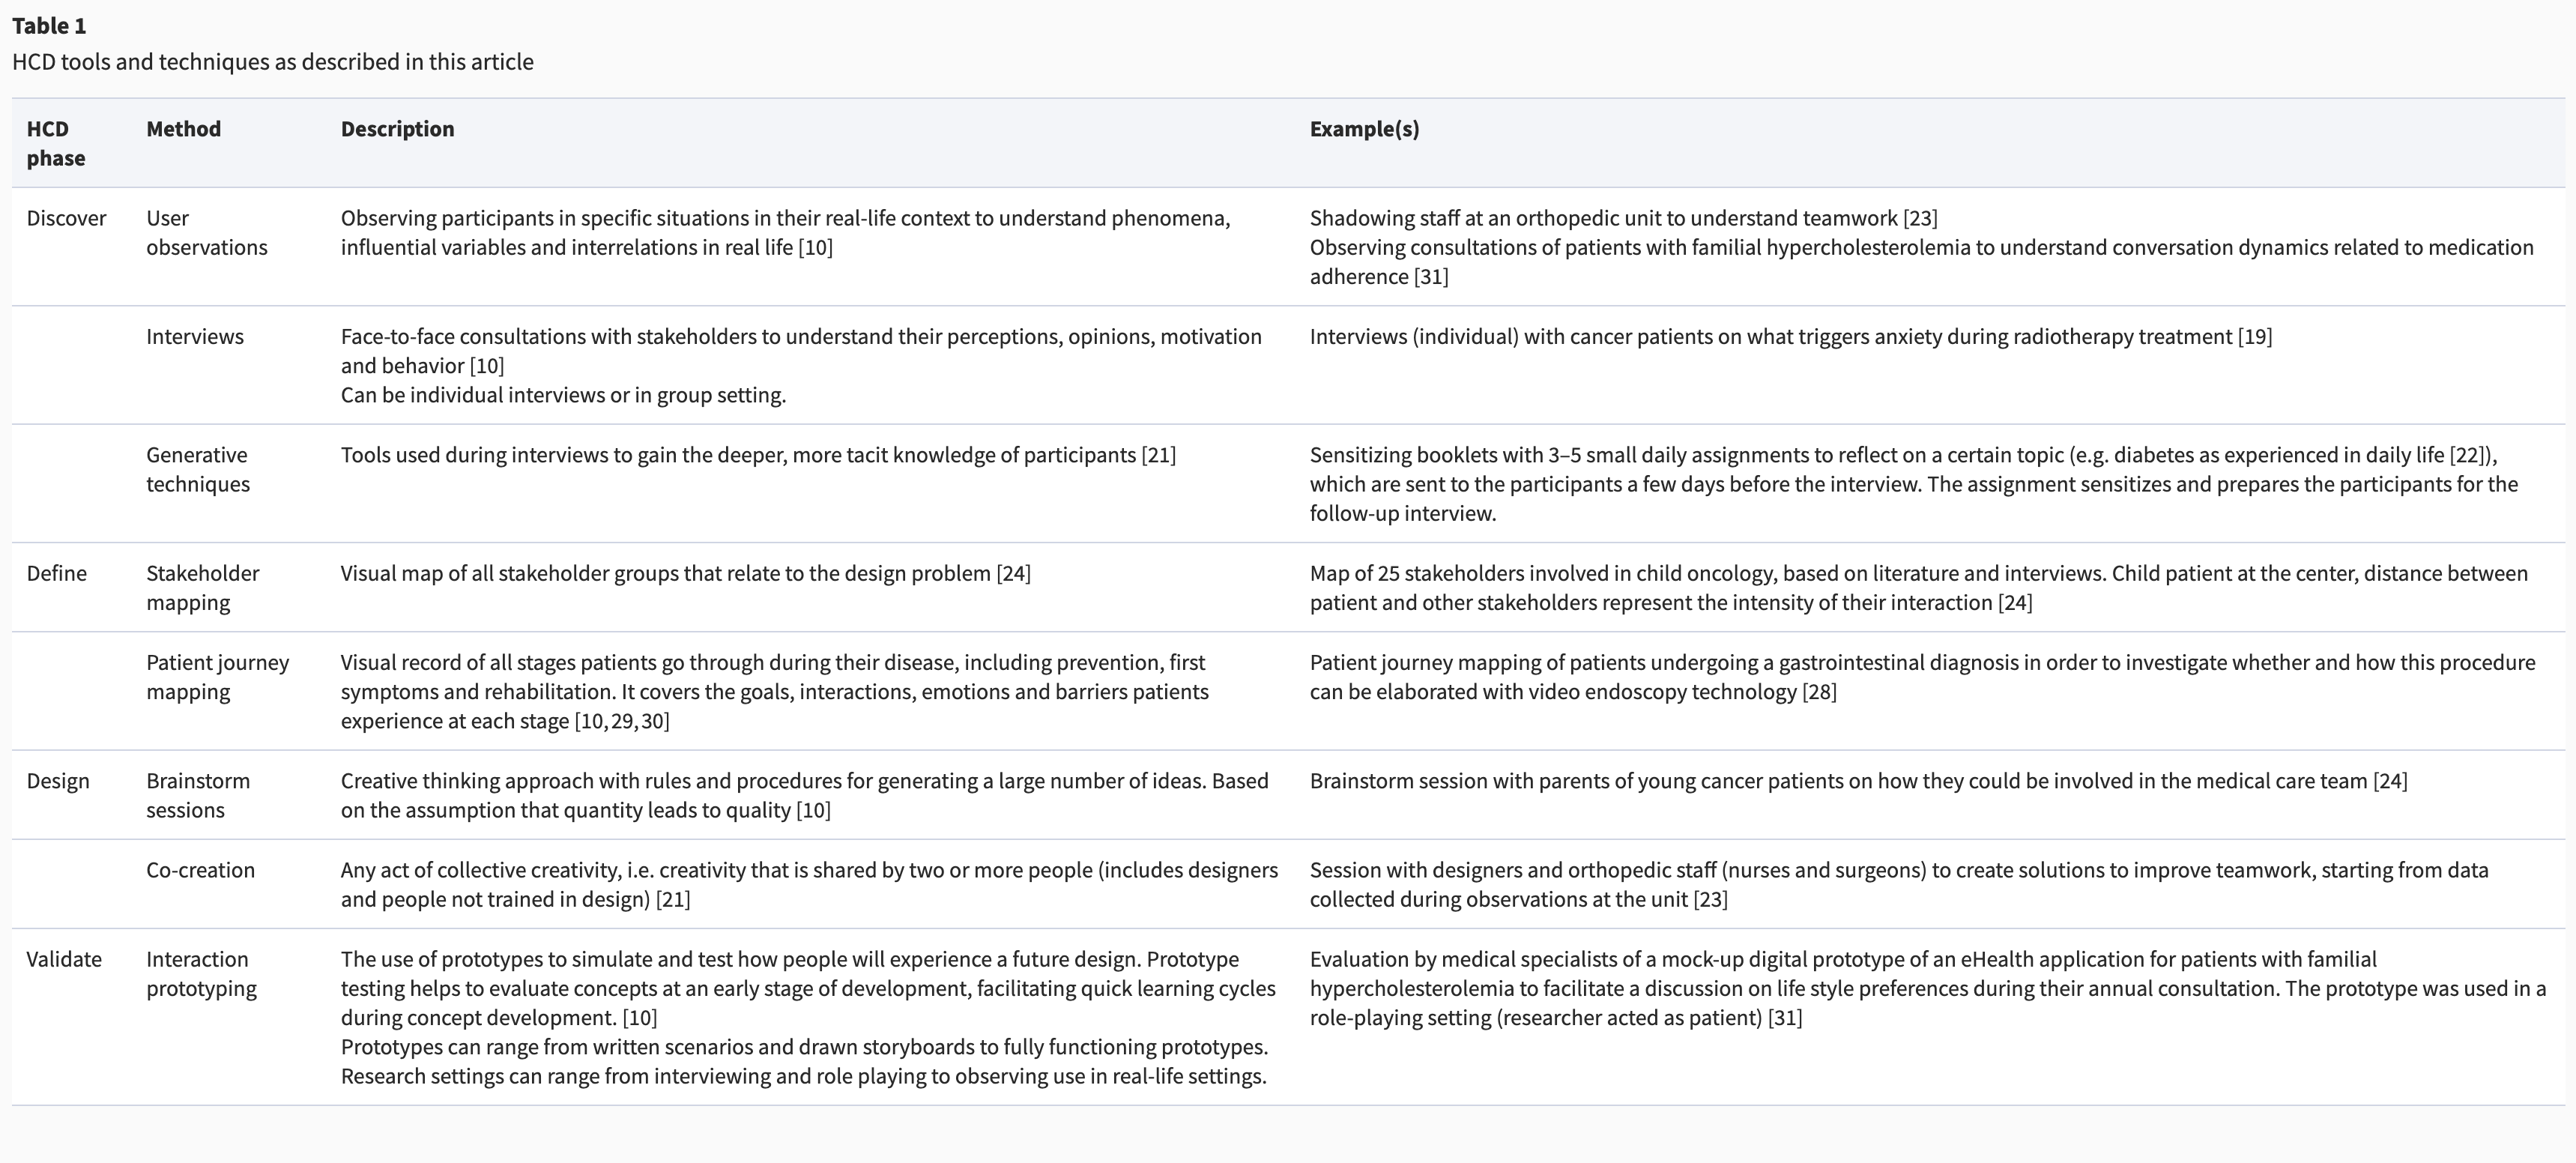 Table 1
HCD tools and techniques as described in this article
HCD
phase
Method
Description
Example(s)
Discover
User
observations
Observing participants in specific situations in their real-life context to understand phenomena,
influential variables and interrelations in real life [10]
Shadowing staff at an orthopedic unit to understand teamwork [23]
Observing consultations of patients with familial hypercholesterolemia to understand conversation dynamics related to medication
adherence [31]
Interviews
Face-to-face consultations with stakeholders to understand their perceptions, opinions, motivation
and behavior [10]
Can be individual interviews or in group setting.
Interviews (individual) with cancer patients on what triggers anxiety during radiotherapy treatment [19]
Generative
techniques
Tools used during interviews to gain the deeper, more tacit knowledge of participants [21]
Sensitizing booklets with 3–5 small daily assignments to reflect on a certain topic (e.g. diabetes as experienced in daily life [22]),
which are sent to the participants a few days before the interview. The assignment sensitizes and prepares the participants for the
follow-up interview.
Define
Stakeholder
mapping
Visual map of all stakeholder groups that relate to the design problem [24]
Map of 25 stakeholders involved in child oncology, based on literature and interviews. Child patient at the center, distance between
patient and other stakeholders represent the intensity of their interaction [24]
Patient journey
mapping
Visual record of all stages patients go through during their disease, including prevention, first
symptoms and rehabilitation. It covers the goals, interactions, emotions and barriers patients
experience at each stage [10,29,30]
Patient journey mapping of patients undergoing a gastrointestinal diagnosis in order to investigate whether and how this procedure
can be elaborated with video endoscopy technology [28]
Design
Brainstorm
sessions
Creative thinking approach with rules and procedures for generating a large number of ideas. Based
on the assumption that quantity leads to quality [10]
Brainstorm session with parents of young cancer patients on how they could be involved in the medical care team [24]
Co-creation
Any act of collective creativity, i.e. creativity that is shared by two or more people (includes designers
and people not trained in design) [21]
Session with designers and orthopedic staff (nurses and surgeons) to create solutions to improve teamwork, starting from data
collected during observations at the unit [23]
Validate
Interaction
prototyping
The use of prototypes to simulate and test how people will experience a future design. Prototype
testing helps to evaluate concepts at an early stage of development, facilitating quick learning cycles
during concept development. [10]
Prototypes can range from written scenarios and drawn storyboards to fully functioning prototypes.
Research settings can range from interviewing and role playing to observing use in real-life settings.
Evaluation by medical specialists of a mock-up digital prototype of an eHealth application for patients with familial
hypercholesterolemia to facilitate a discussion on life style preferences during their annual consultation. The prototype was used in a
role-playing setting (researcher acted as patient) [31]